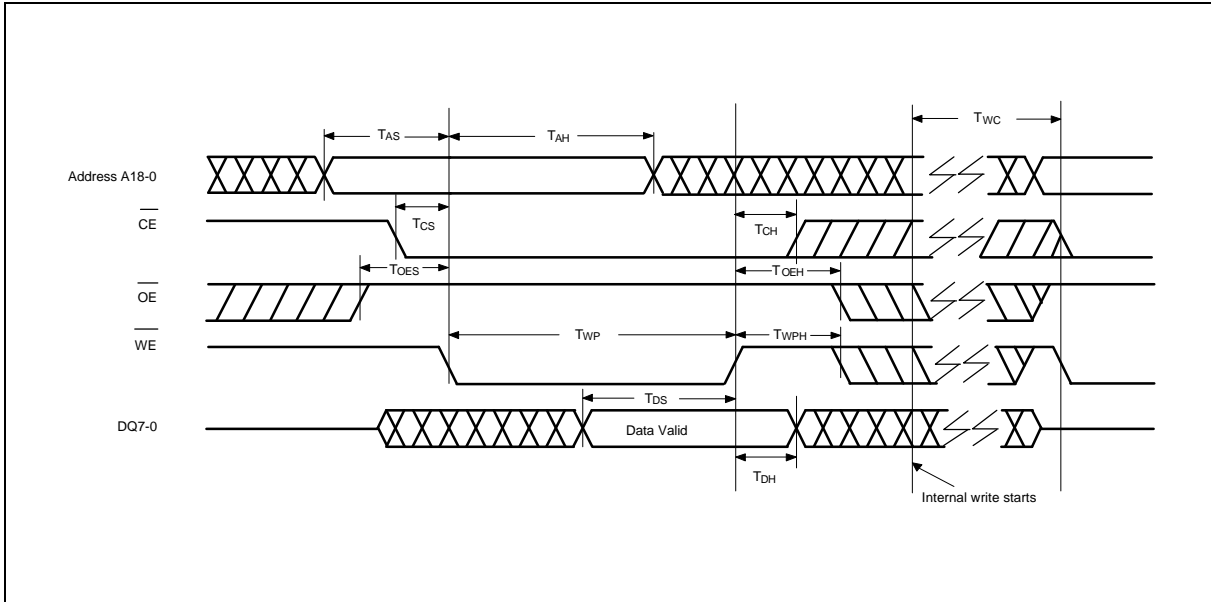 TWC
TAS
TAH
Address A18-0
CE
TCS
TCH
TOES
TOEH
OE
TWP
TWPH
WE
TDS
DQ7-0
Data Valid
TDH
Internal write starts